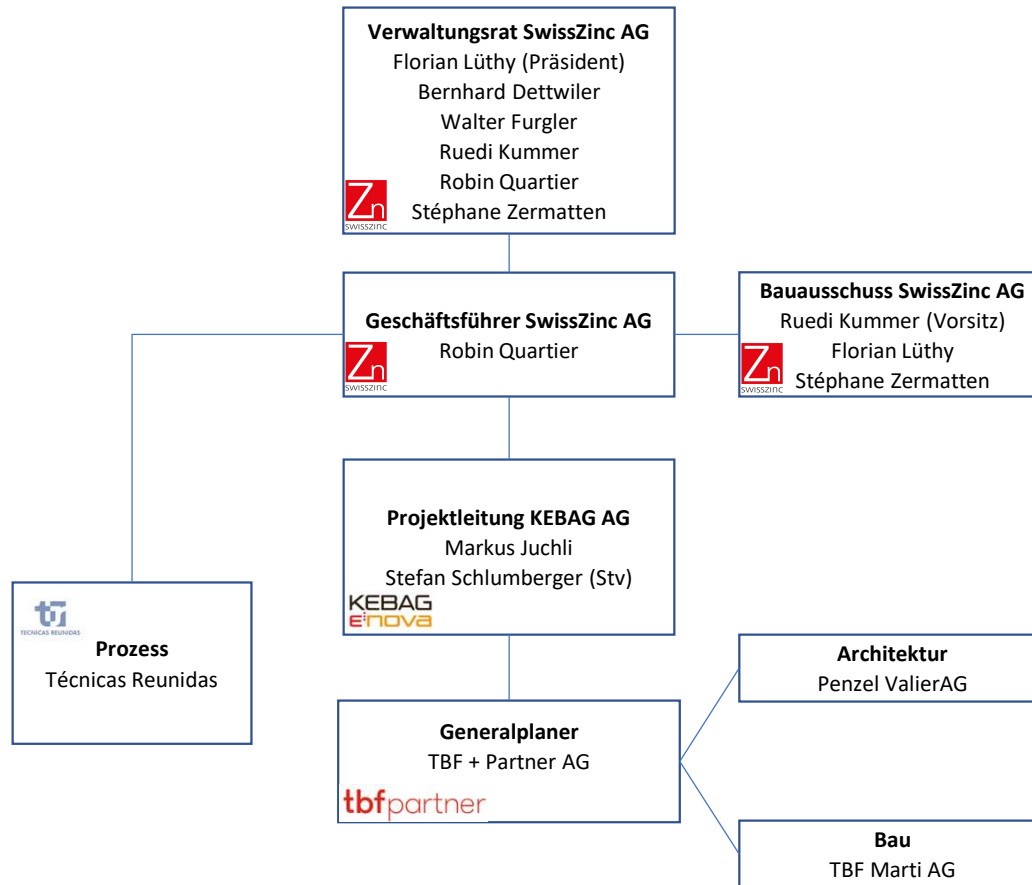 Verwaltungsrat SwissZinc AG
Florian Lüthy (Präsident)
Bernhard Dettwiler
Walter Furgler
Ruedi Kummer
Robin Quartier
Stéphane Zermatten
Zn
SWISSZINC
Geschäftsführer SwissZinc AG
Robin Quartier
Zn
SWISSZINC
Bauausschuss SwissZinc AG
Ruedi Kummer (Vorsitz)
Florian Lüthy
Stéphane Zermatten
Zn
SWISSZINC
Projektleitung KEBAG AG
Markus Juchli
Stefan Schlumberger (Stv)
KEBAG
E:nova
TECNICAS REUNIDAS
Prozess
Técnicas Reunidas
Generalplaner
TBF + Partner AG
tbfpartner
Architektur
Penzel ValierAG
Bau
TBF Marti AG